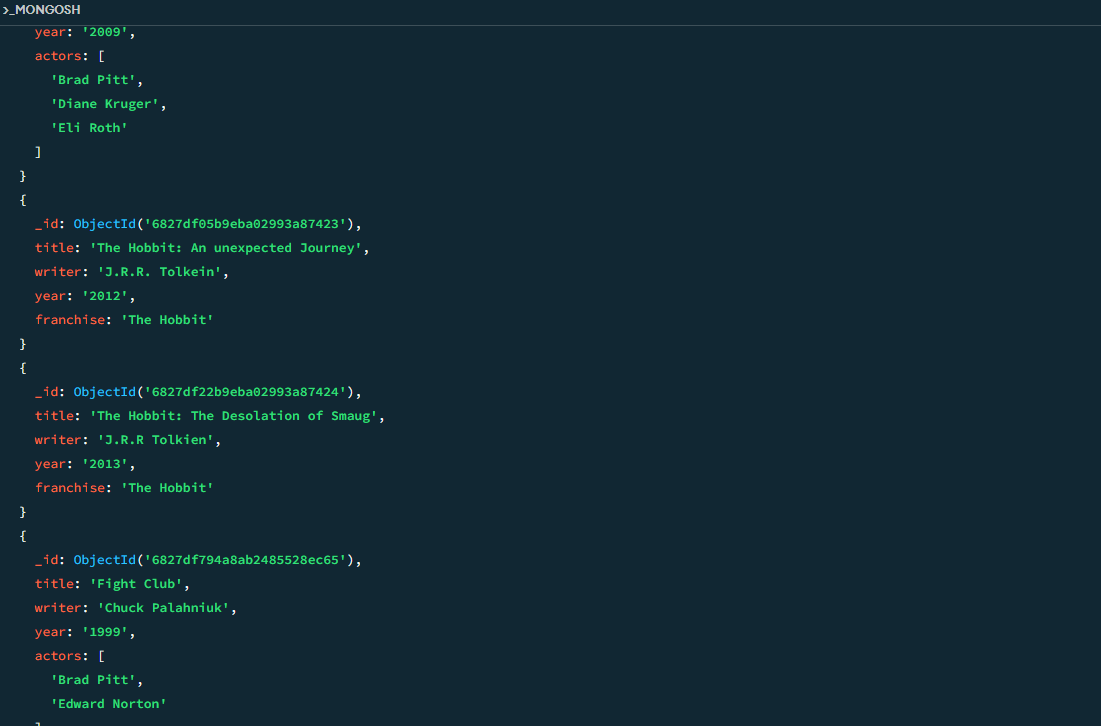 >_MONGOSH
year: '2009',
actors: [
'Brad Pitt',
'Diane Kruger',
'Eli Roth'
]
}
{
_id: ObjectId('6827df05b9eba02993a87423'),
title: 'The Hobbit: An unexpected Journey',
writer: 'J.R.R. Tolkein',
year: '2012',
franchise: 'The Hobbit'
}
{
_id: ObjectId('6827df22b9eba02993a87424'),
title: 'The Hobbit: The Desolation of Smaug',
writer: 'J.R.R Tolkien',
year: '2013',
franchise: 'The Hobbit'
}
{
_id: ObjectId('6827df794a8ab2485528ec65'),
title: 'Fight Club',
writer: 'Chuck Palahniuk',
year: '1999',
actors: [
'Brad Pitt',
'Edward Norton'
]